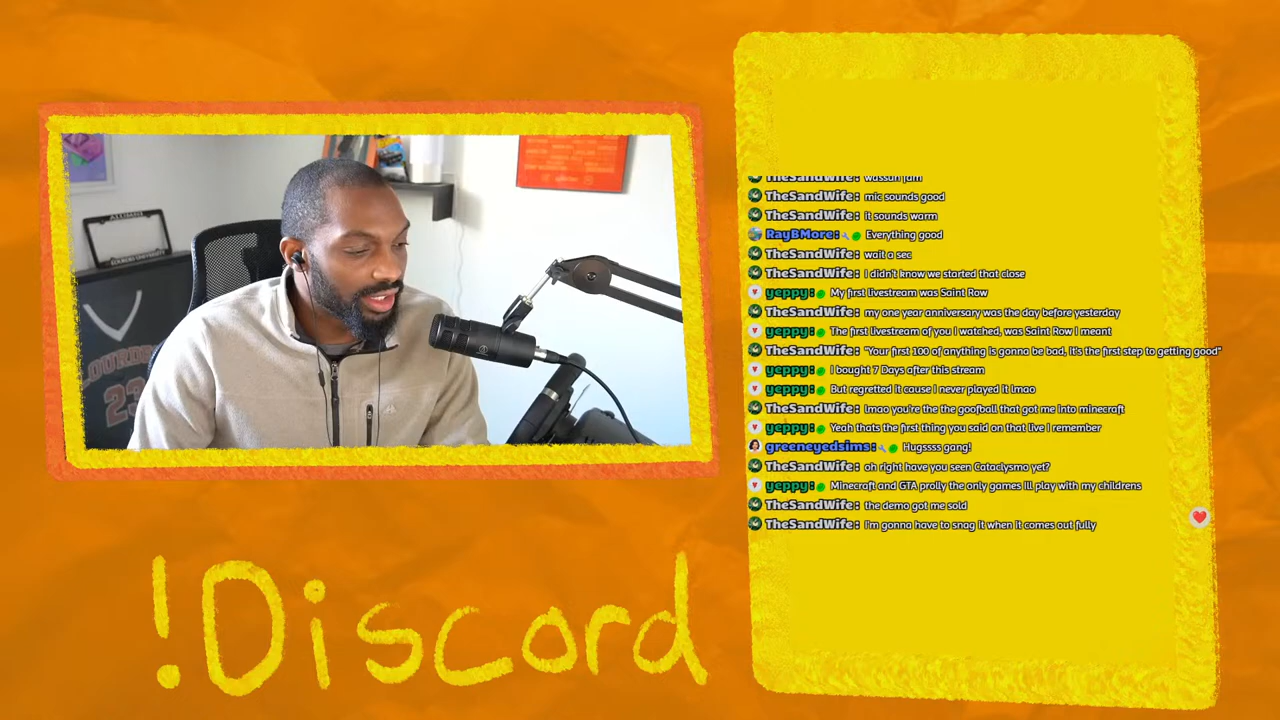 ALUMNI
LOURDES
23
!Discord
TheSandWife: wassuh fam
TheSandWife: mic sounds good
TheSandWife: it sounds warm
RayBMore: Everything good
TheSandWife: wait a sec
TheSandWife: I didn't know we started that close
yeppy: My first livestream was Saint Row
TheSandWife: my one year anniversary was the day before yesterday
yeppy: The first livestream of you I watched, was Saint Row I meant
TheSandWife: "Your first 100 of anything is gonna be bad, it's the first step to getting good"
yeppy: I bought 7 Days after this stream
yeppy: But regretted it cause I never played it lmao
TheSandWife: lmao you're the the goofball that got me into minecraft
yeppy: Yeah thats the first thing you said on that live I remember
greeneyedsims: Hugssss gang!
TheSandWife: oh right have you seen Cataclysmo yet?
yeppy: Minecraft and GTA prolly the only games Ill play with my childrens
TheSandWife: the demo got me sold
TheSandWife: I'm gonna have to snag it when it comes out fully